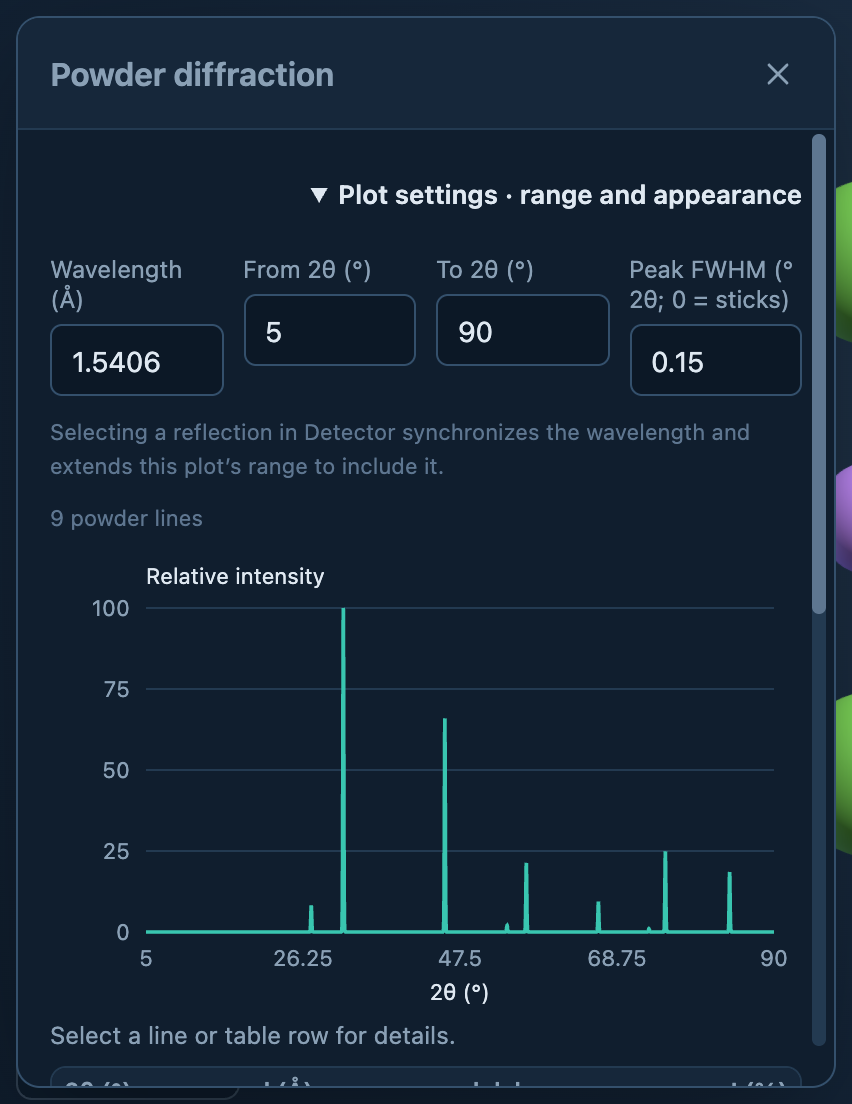 Powder diffraction
▼ Plot settings · range and appearance
Wavelength (Å)
From 2θ (°)
To 2θ (°)
Peak FWHM (°
2θ; 0 = sticks)
1.5406
5
90
0.15
Selecting a reflection in Detector synchronizes the wavelength and
extends this plot’s range to include it.
9 powder lines
Relative intensity
100
75
50
25
0
5
26.25
47.5
68.75
90
2θ (°)
Select a line or table row for details.